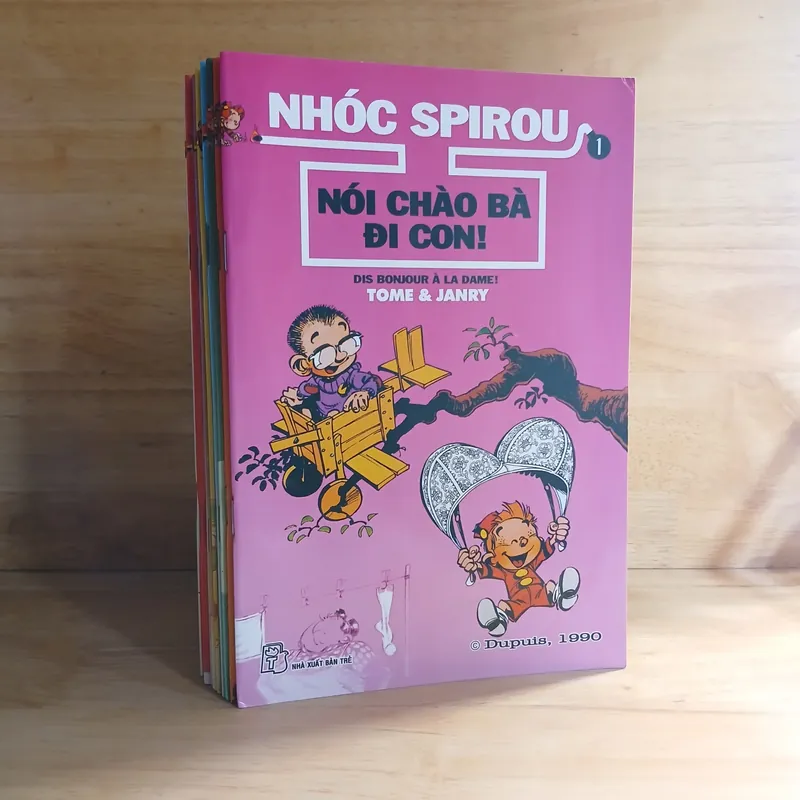 NHÓC SPIROU
1
NÓI CHÀO BÀ
ĐI CON!
DIS BONJOUR À LA DAME!
TOME & JANRY
© Dupuis, 1990
NHÀ XUẤT BẢN TRẺ